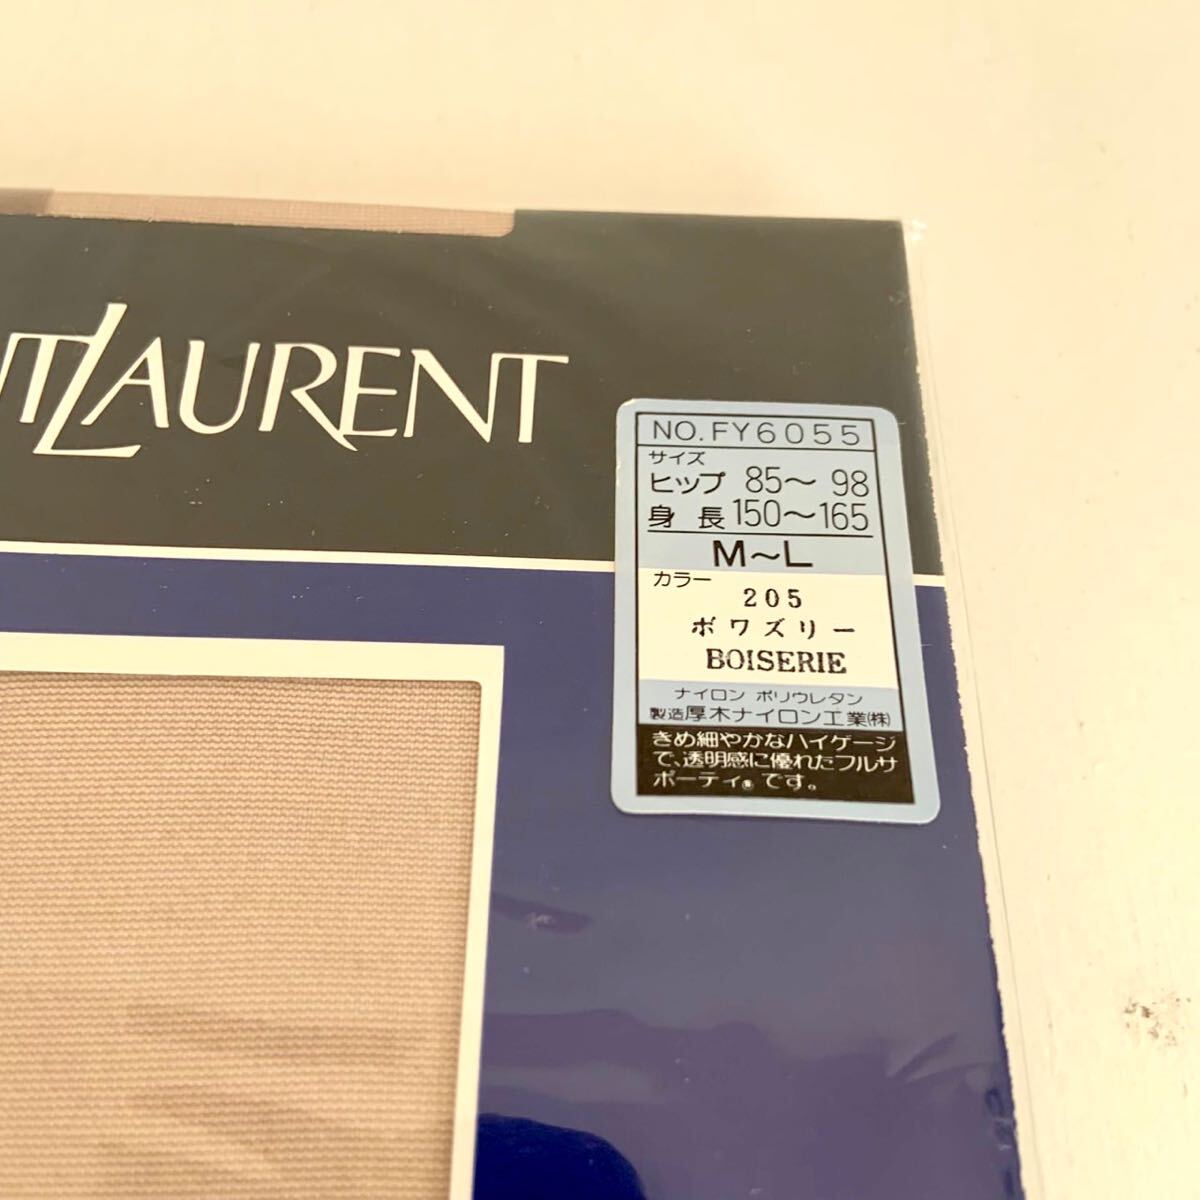 NTLAURENT
NO.FY6055
サイズ
ヒップ 85〜98
身長 150〜165
M〜L
カラー
205
ボワズリー
BOISERIE
ナイロン ポリウレタン
製造厚木ナイロン工業(株)
きめ細やかなハイゲージ
で、透明感に優れたフルサ
ポーティ®です。